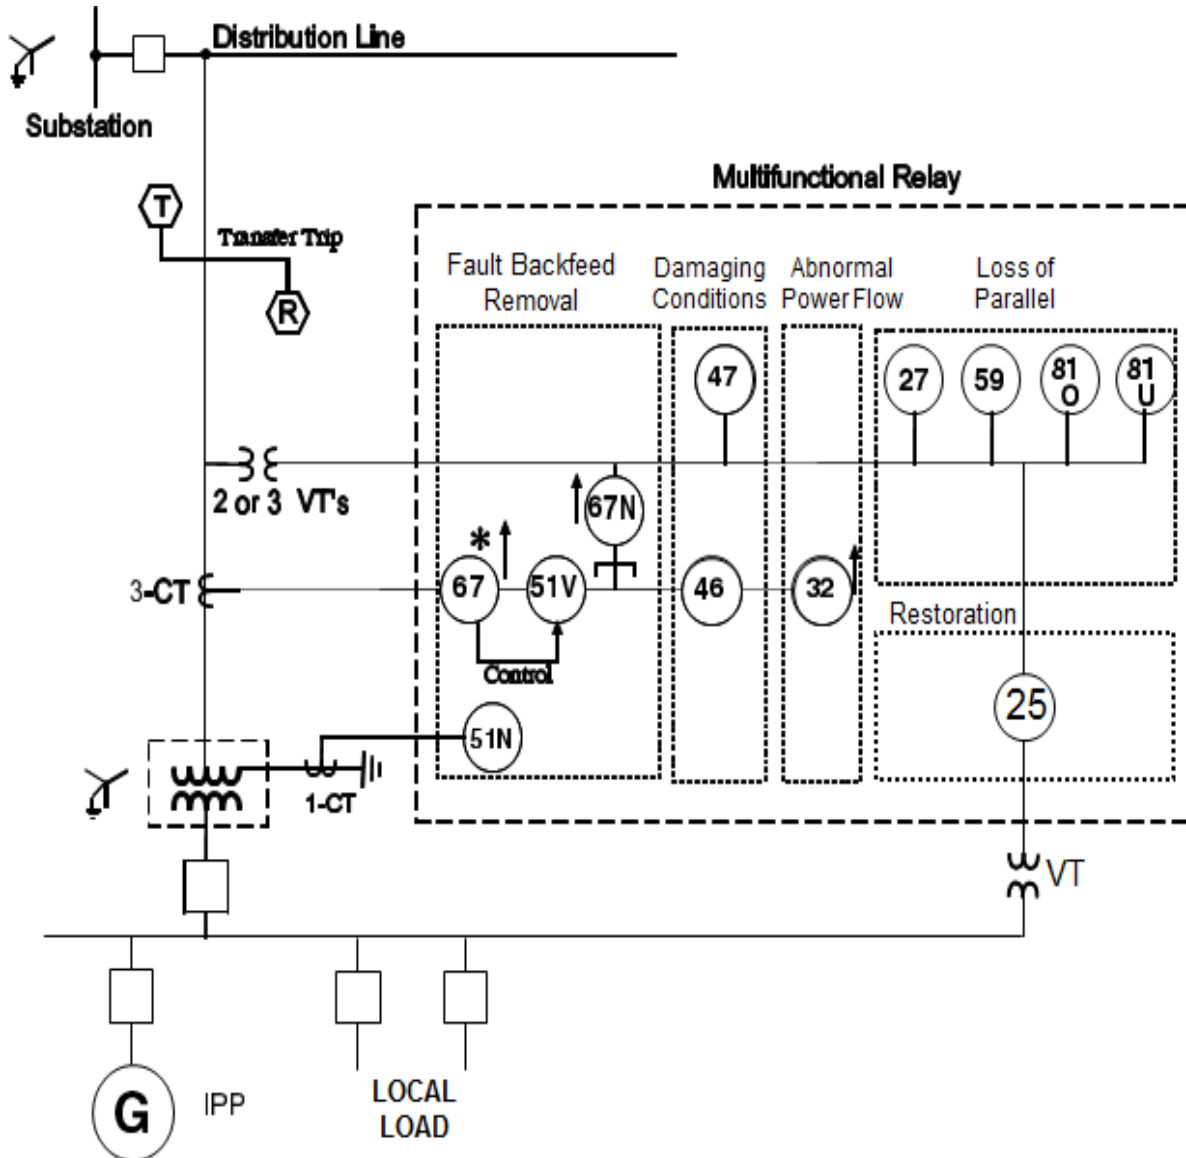 Distribution Line
Substation
Multifunctional Relay
T
Transfer Trip
R
Fault Backfeed
Removal
Damaging
Conditions
Abnormal
Power Flow
Loss of
Parallel
47
27
59
81
O
81
U
2 or 3 VT's
67N
*
3-CT
67
51V
46
32
Control
Restoration
25
51N
1-CT
VT
G
IPP
LOCAL
LOAD